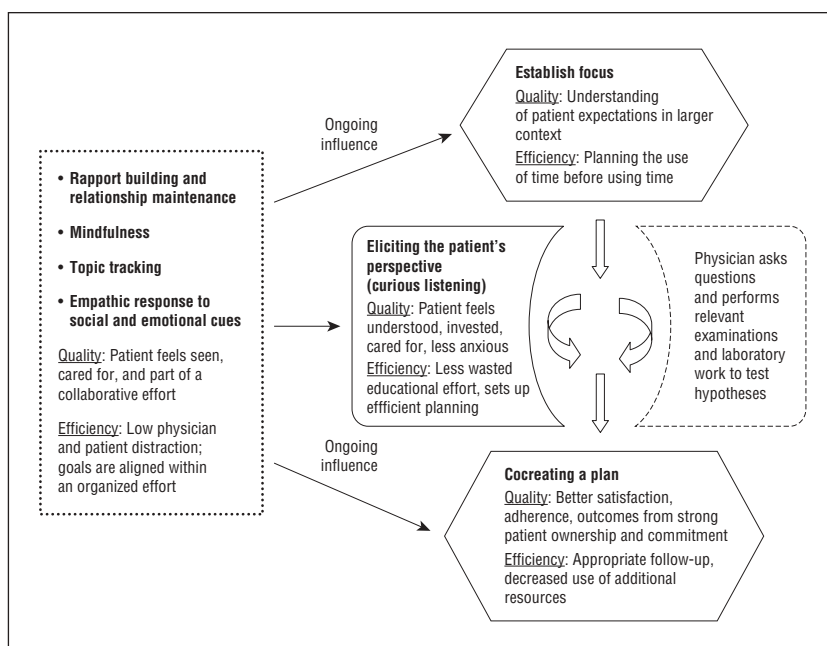 Establish focus
Quality: Understanding
of patient expectations in larger
context
Efficiency: Planning the use
of time before using time
Ongoing
influence
• Rapport building and
relationship maintenance
• Mindfulness
• Topic tracking
• Empathic response to
social and emotional cues
Quality: Patient feels seen,
cared for, and part of a
collaborative effort
Efficiency: Low physician
and patient distraction;
goals are aligned within
an organized effort
Eliciting the patient's
perspective
(curious listening)
Quality: Patient feels
understood, invested,
cared for, less anxious
Efficiency: Less wasted
educational effort, sets up
effficient planning
Physician asks
questions
and performs
relevant
examinations
and laboratory
work to test
hypotheses
Ongoing
influence
Cocreating a plan
Quality: Better satisfaction,
adherence, outcomes from strong
patient ownership and commitment
Efficiency: Appropriate follow-up,
decreased use of additional
resources